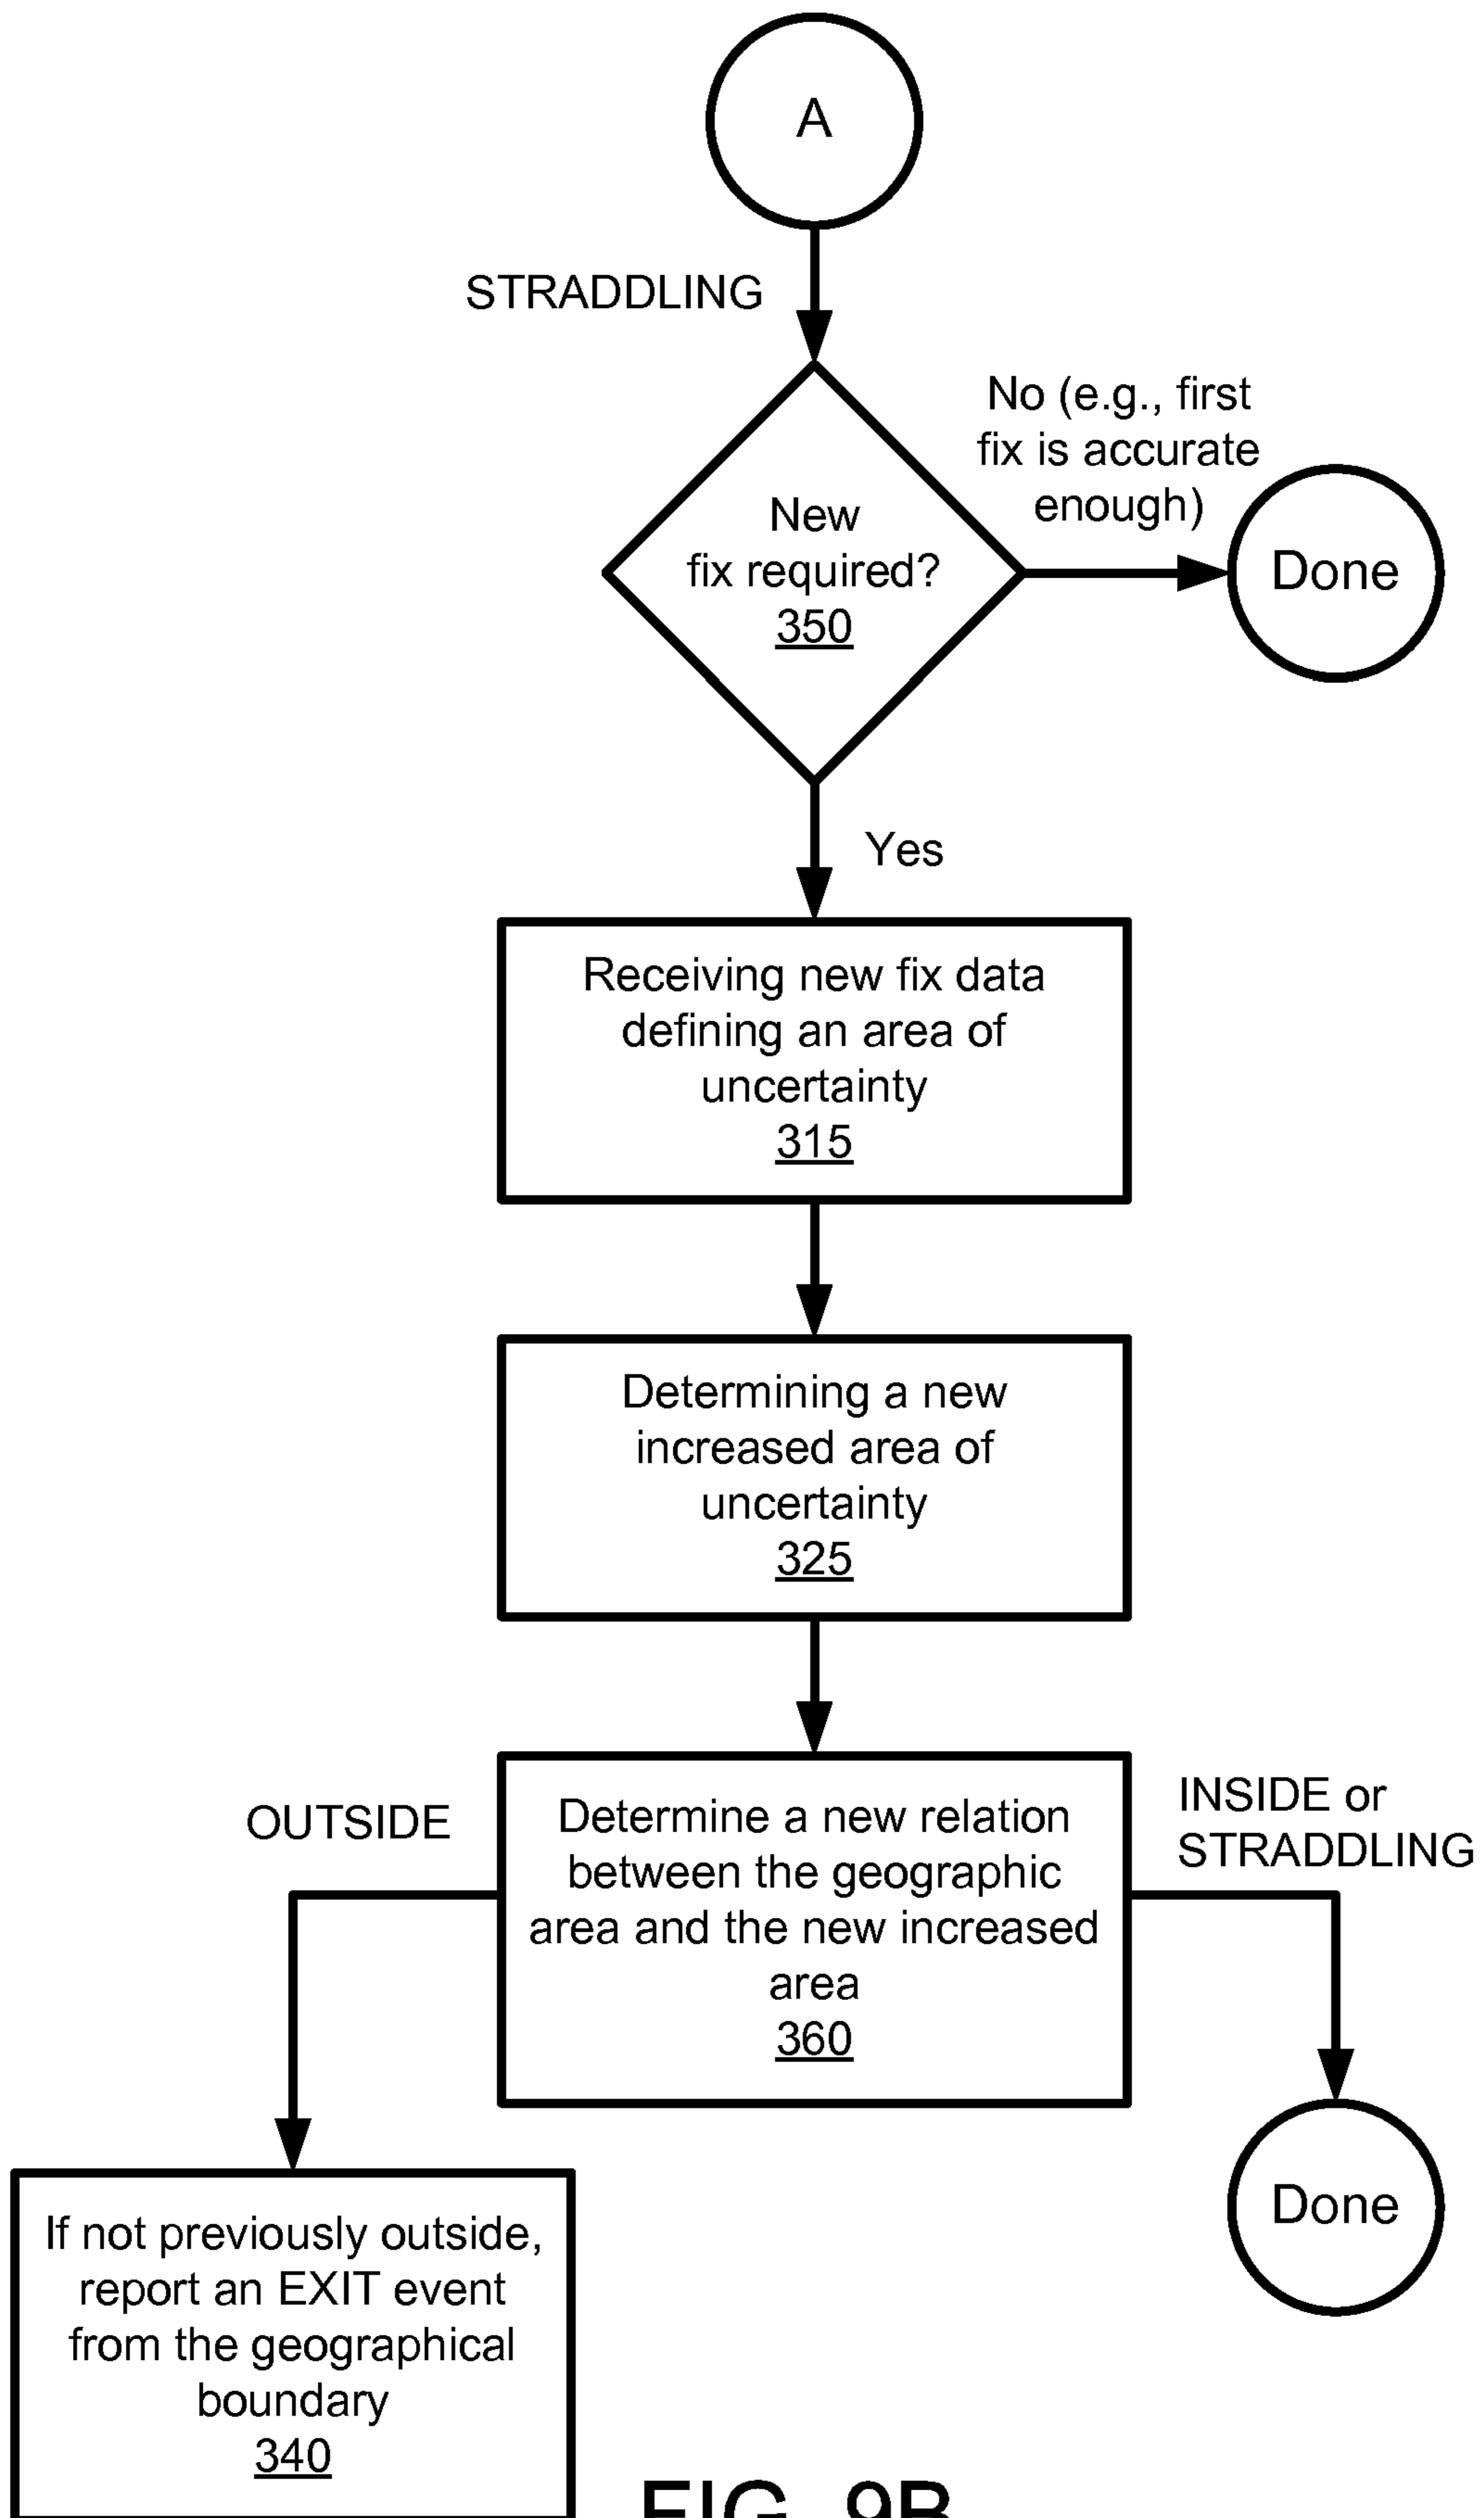 A
STRADDLING
No (e.g., first
fix is accurate
enough)
New
fix required?
350
Done
Yes
Receiving new fix data
defining an area of
uncertainty
315
Determining a new
increased area of
uncertainty
325
OUTSIDE
Determine a new relation
between the geographic
area and the new increased
area
360
INSIDE or
STRADDLING
Done
If not previously outside,
report an EXIT event
from the geographical
boundary
340
FIG. 9B